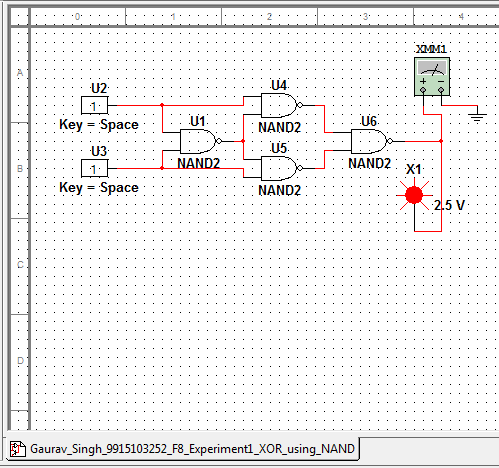 0 1 2 3 4
A
XMM1
U2
U4
1
+ -
Key = Space
U1
NAND2
U6
B
U3
U5
1
NAND2
NAND2
Key = Space
NAND2
X1
2.5 V
C
D
Gaurav_Singh_9915103252_F8_Experiment1_XOR_using_NAND